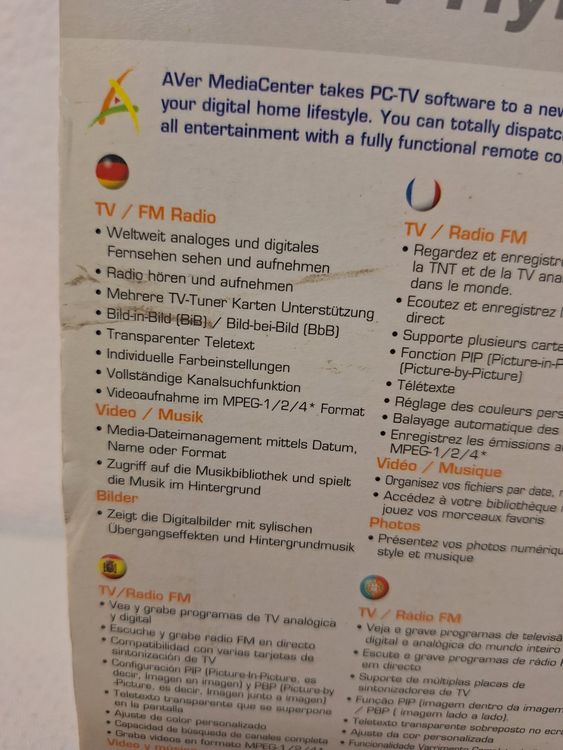 AVer MediaCenter takes PC-TV software to a new
your digital home lifestyle. You can totally dispatc
all entertainment with a fully functional remote co
TV / FM Radio
• Weltweit analoges und digitales
Fernsehen sehen und aufnehmen
• Radio hören und aufnehmen
• Mehrere TV-Tuner Karten Unterstützung
• Bild-in-Bild (BiB) / Bild-bei-Bild (BbB)
• Transparenter Teletext
• Individuelle Farbeinstellungen
• Vollständige Kanalsuchfunktion
• Videoaufnahme im MPEG-1/2/4* Format
Video / Musik
• Media-Dateimanagement mittels Datum,
Name oder Format
• Zugriff auf die Musikbibliothek und spielt
die Musik im Hintergrund
Bilder
• Zeigt die Digitalbilder mit sylischen
Übergangseffekten und Hintergrundmusik
TV / Radio FM
• Regardez et enregistre
la TNT et de la TV ana
dans le monde.
• Ecoutez et enregistrez l
direct
• Supporte plusieurs carte
• Fonction PIP (Picture-in-P
(Picture-by-Picture)
• Télétexte
• Réglage des couleurs pers
• Balayage automatique des
• Enregistrez les émissions au
MPEG-1/2/4*
Vidéo / Musique
• Organisez vos fichiers par date, n
• Accédez à votre bibliothèque m
jouez vos morceaux favoris
Photos
• Présentez vos photos numériqu
style et musique
TV/Radio FM
• Vea y grabe programas de TV analógica
y digital
• Escuche y grabe radio FM en directo
• Compatibilidad con varias tarjetas de
sintonización de TV
• Configuración PIP (Picture-In-Picture, es
decir, Imagen en imagen) y PBP (Picture-by
-Picture, es decir, Imagen junto a imagen)
• Teletexto transparente que se superpone
en la pantalla
• Ajuste de color personalizado
• Capacidad de búsqueda de canales completa
• Graba vídeos en formato MPEG-1/2/4*
TV / Rádio FM
• Veja e grave programas de televisã
digital e analógica do mundo inteiro
• Escute e grave programas de rádio F
em directo
• Suporte de múltiplas placas de
sintonizadores de TV
• Função PIP (imagem dentro da imagem
/ PBP ( imagem lado a lado).
• Teletexto transparente sobreposto no ecrã
• Ajuste da cor personalizada